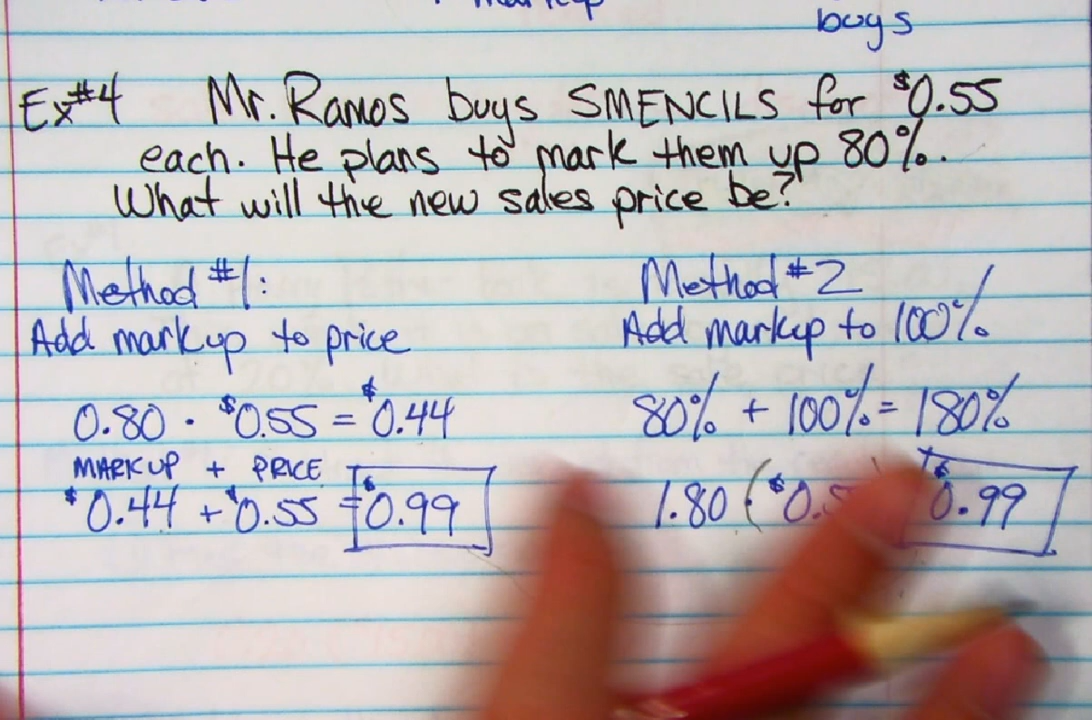 markup
buys
Ex#4 Mr. Ramos buys SMENCILS for $0.55
each. He plans to mark them up 80%.
What will the new sales price be?
Method #1:
Add markup to price
0.80 · $0.55 = $0.44
MARKUP + PRICE
$0.44 + $0.55 = $0.99
Method #2
Add markup to 100%
80% + 100% = 180%
1.80 ($0.5 $0.99